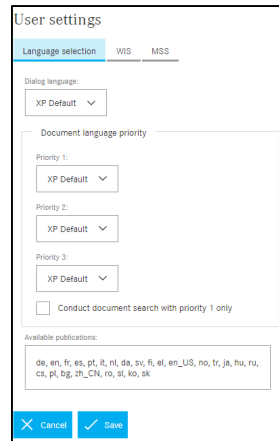 User settings
Language selection WIS MSS
Dialog language:
XP Default
Document language priority
Priority 1:
XP Default
Priority 2:
XP Default
Priority 3:
XP Default
Conduct document search with priority 1 only
Available publications:
de, en, fr, es, pt, it, nl, da, sv, fi, el, en_US, no, tr, ja, hu, ru,
cs, pl, bg, zh_CN, ro, sl, ko, sk
Cancel Save